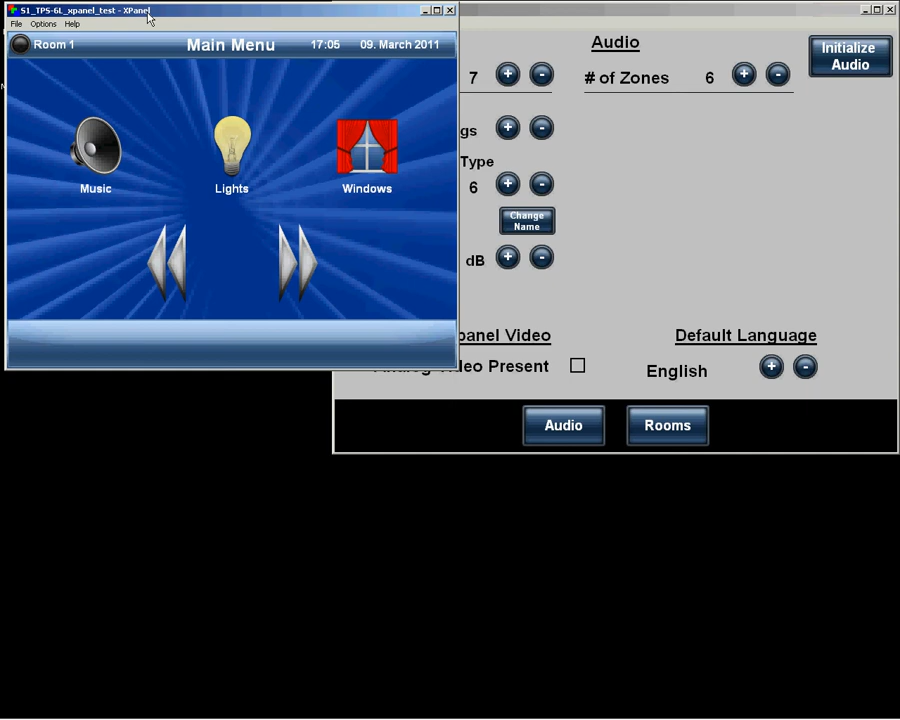 S1_TPS-6L_xpanel_test - XPanel
File Options Help
Room 1 Main Menu 17:05 09. March 2011
Music Lights Windows
Audio
Initialize Audio
7 + - # of Zones 6 + -
gs + -
Type
6 + -
Change Name
dB + -
panel Video Default Language
Video Present English + -
Audio Rooms